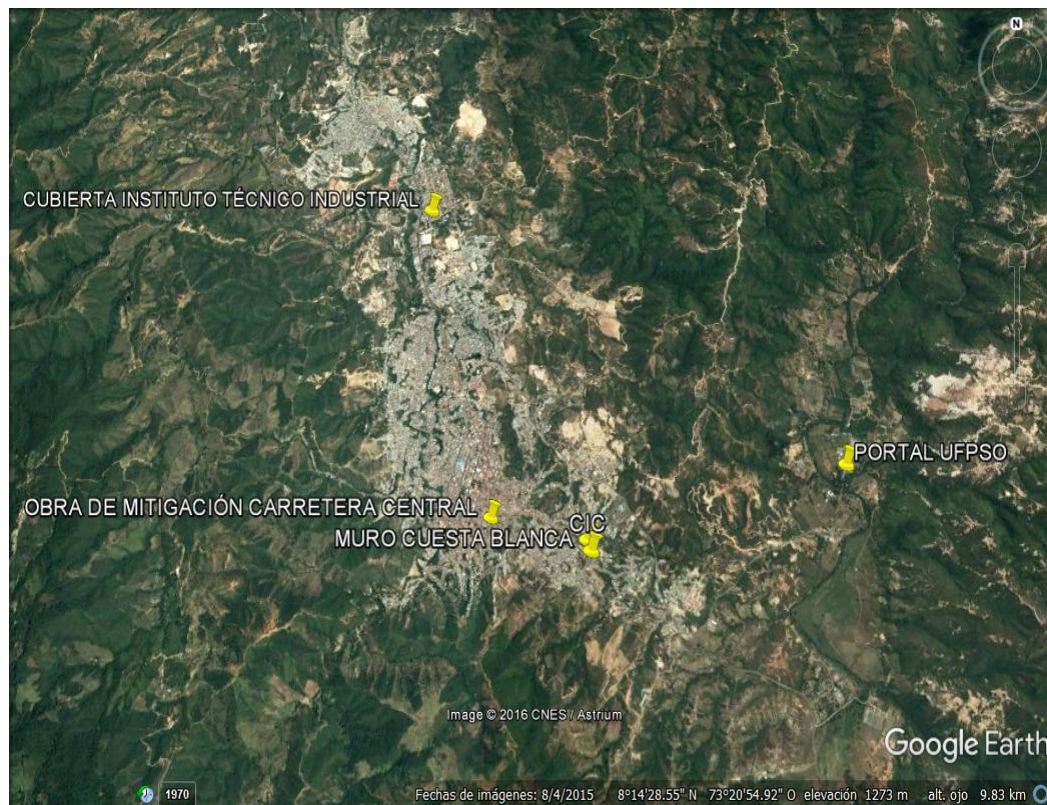 N
CUBIERTA INSTITUTO TÉCNICO INDUSTRIAL
PORTAL UFPSO
OBRA DE MITIGACIÓN CARRETERA CENTRAL
CIC
MURO CUESTA BLANCA
Image © 2016 CNES / Astrium
Google Earth
1970
Fechas de imágenes: 8/4/2015 8°14'28.55" N 73°20'54.92" O elevación 1273 m alt. ojo 9.83 km